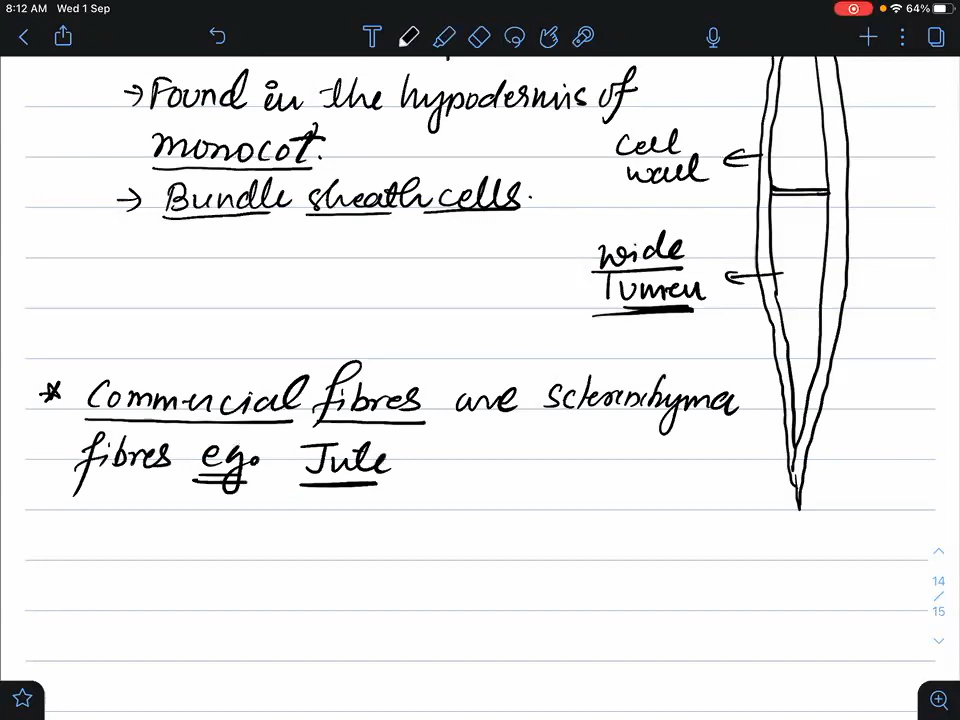 8:12 AM Wed 1 Sep
64%
→ Found in the hypodermis of
monocot.
→ Bundle sheath cells.
Cell
wall
wide
lumen
* Commercial fibres are sclerenchyma
fibres eg. Jute
14
/
15